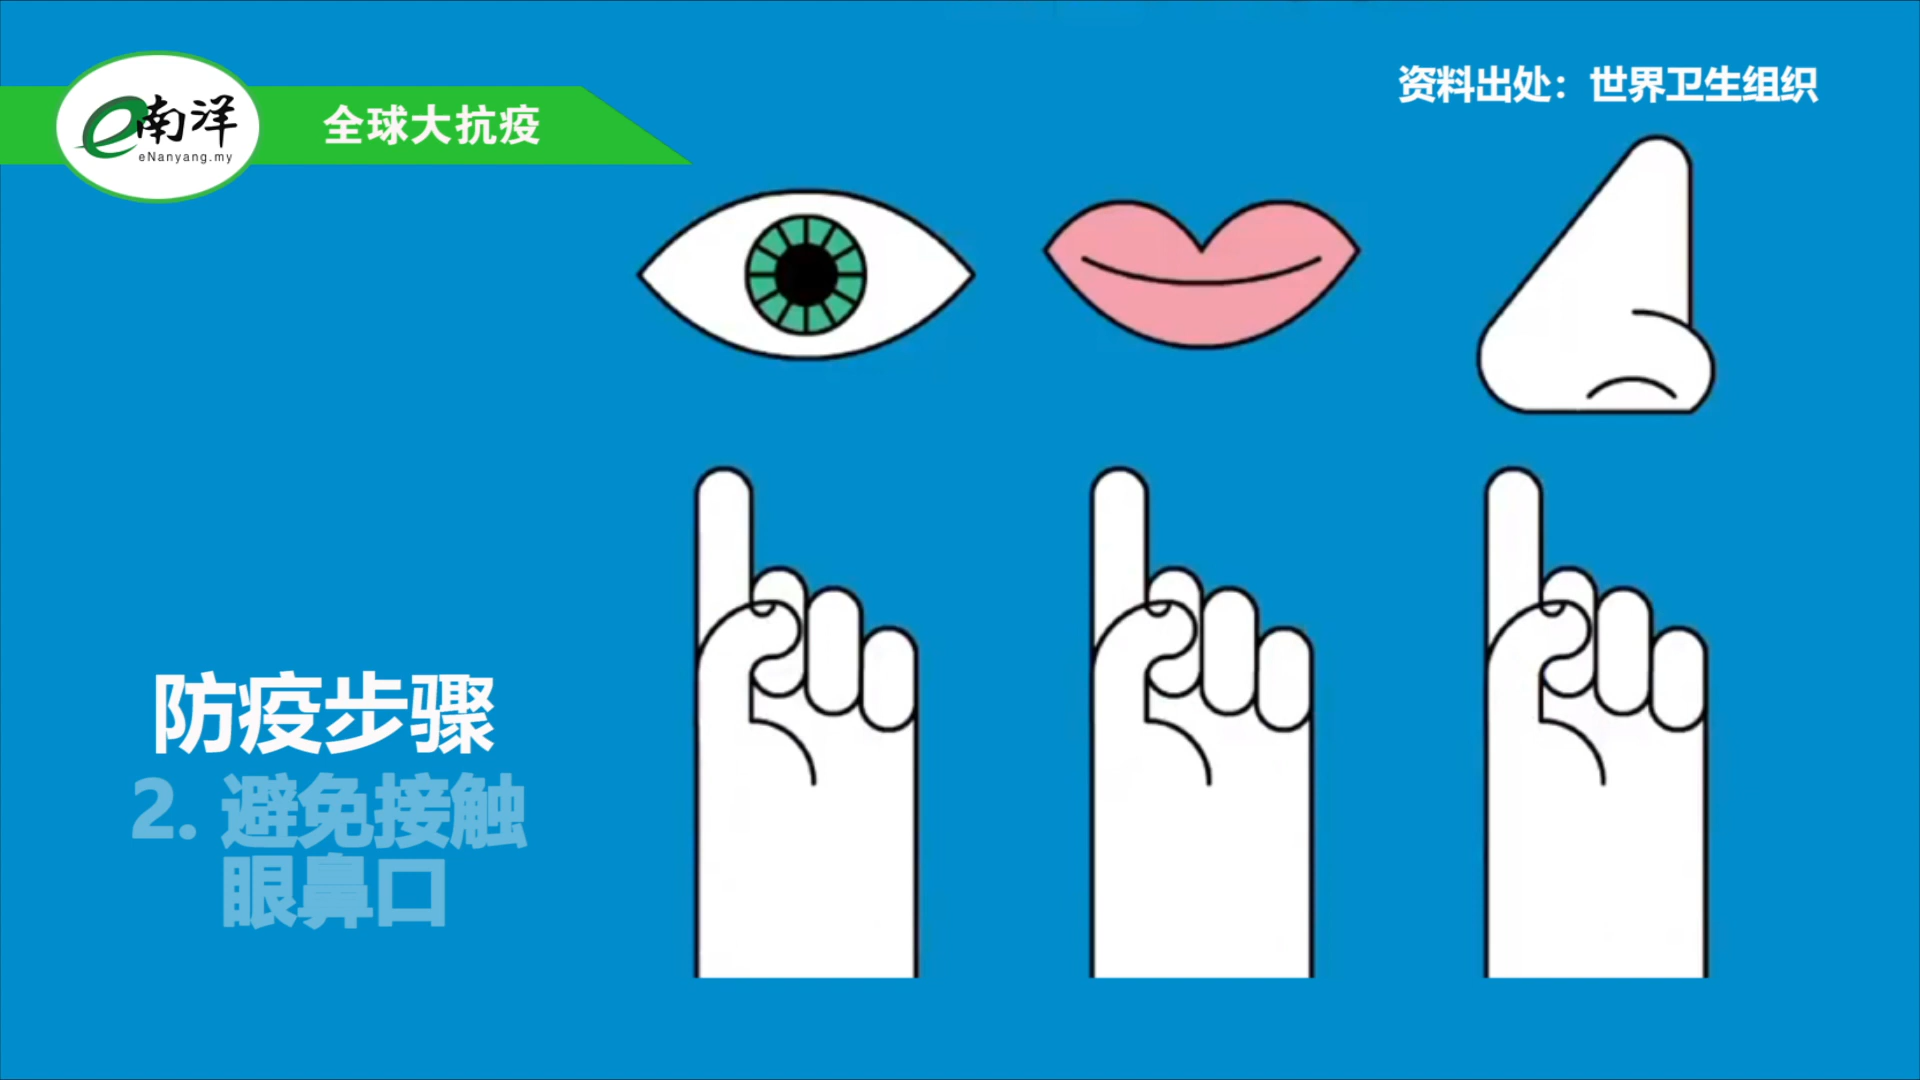 e南洋
eNanyang.my
全球大抗疫
资料出处：世界卫生组织
防疫步骤
2. 避免接触
眼鼻口